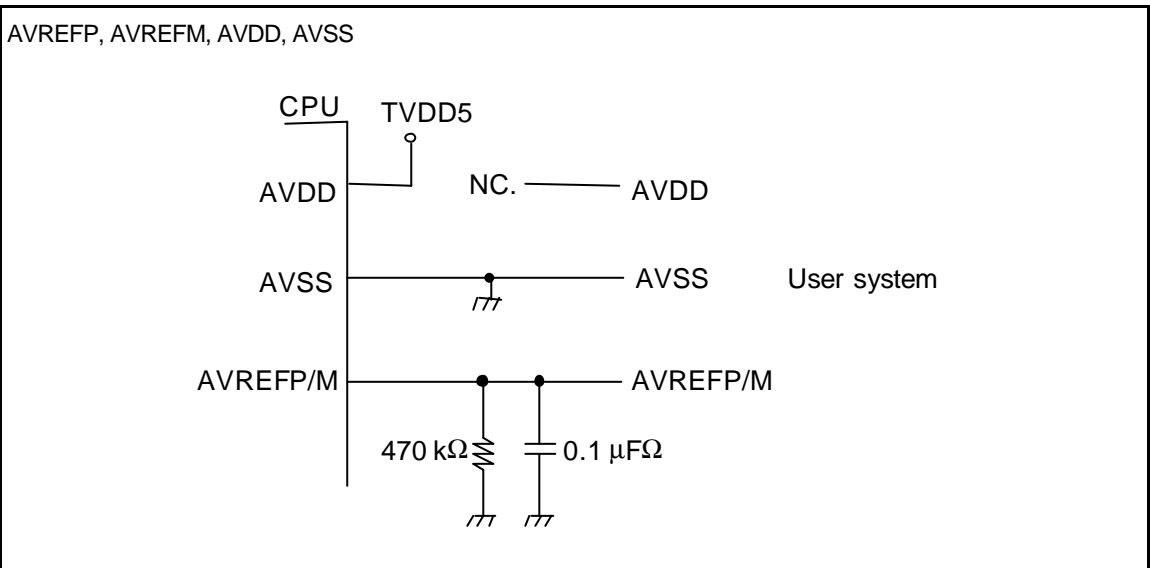 AVREFP, AVREFM, AVDD, AVSS
CPU TVDD5
AVDD NC. AVDD
AVSS AVSS User system
AVREFP/M AVREFP/M
470 kΩ 0.1 μFΩ